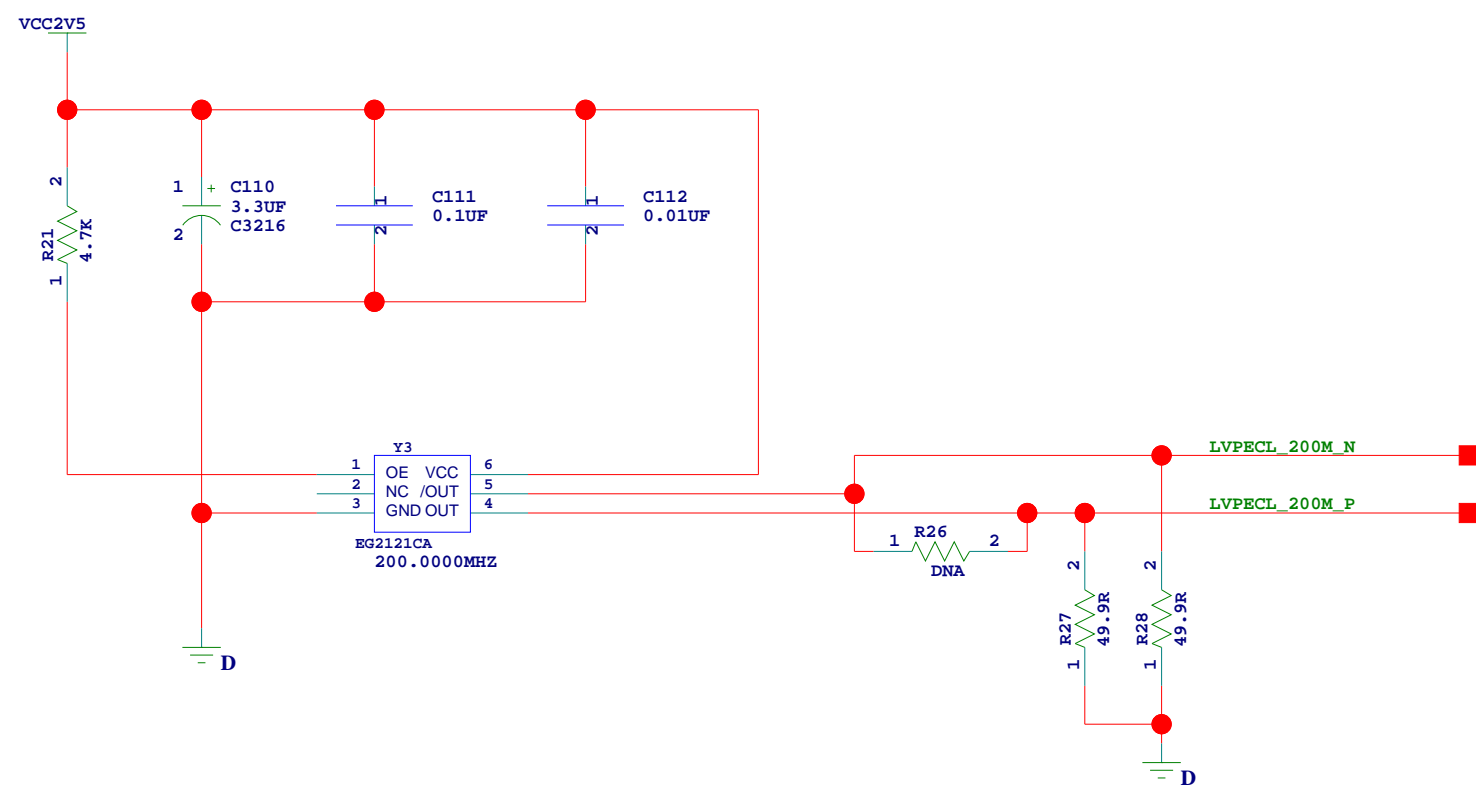 VCC2V5
2
R21
4.7K
1
1
+
C110
3.3UF
C3216
2
1
C111
0.1UF
2
1
C112
0.01UF
2
Y3
1
OE
VCC
6
2
NC
/OUT
5
3
GND
OUT
4
EG2121CA
200.0000MHZ
LVPECL_200M_N
LVPECL_200M_P
1
R26
2
DNA
2
R27
49.9R
1
2
R28
49.9R
1
D
D